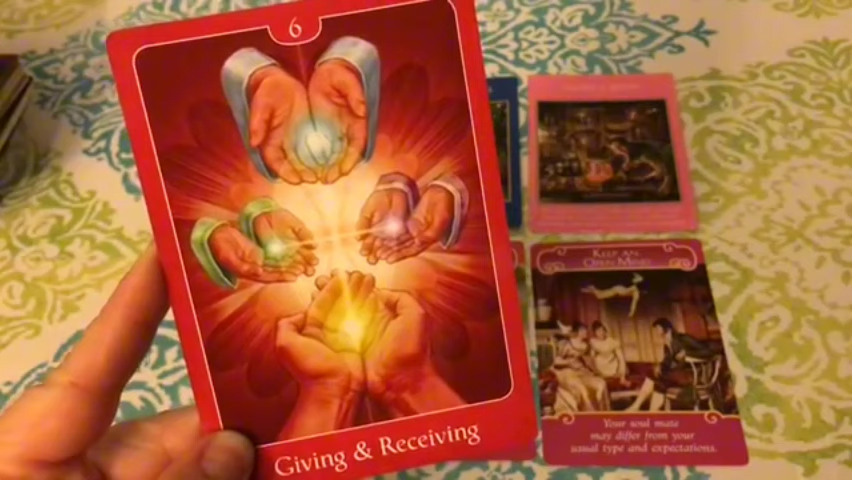 6
Giving & Receiving
KEEP AN
OPEN MIND
Your soul mate
may differ from your
usual type and expectations.